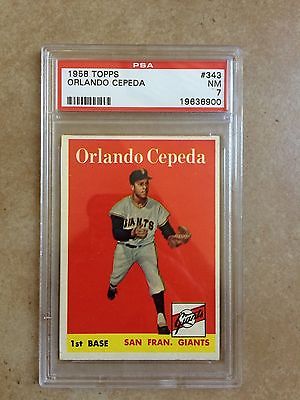 PSA
1958 TOPPS #343
ORLANDO CEPEDA NM
7
19636900
Orlando Cepeda
GIANTS
Giants
1st BASE SAN FRAN. GIANTS